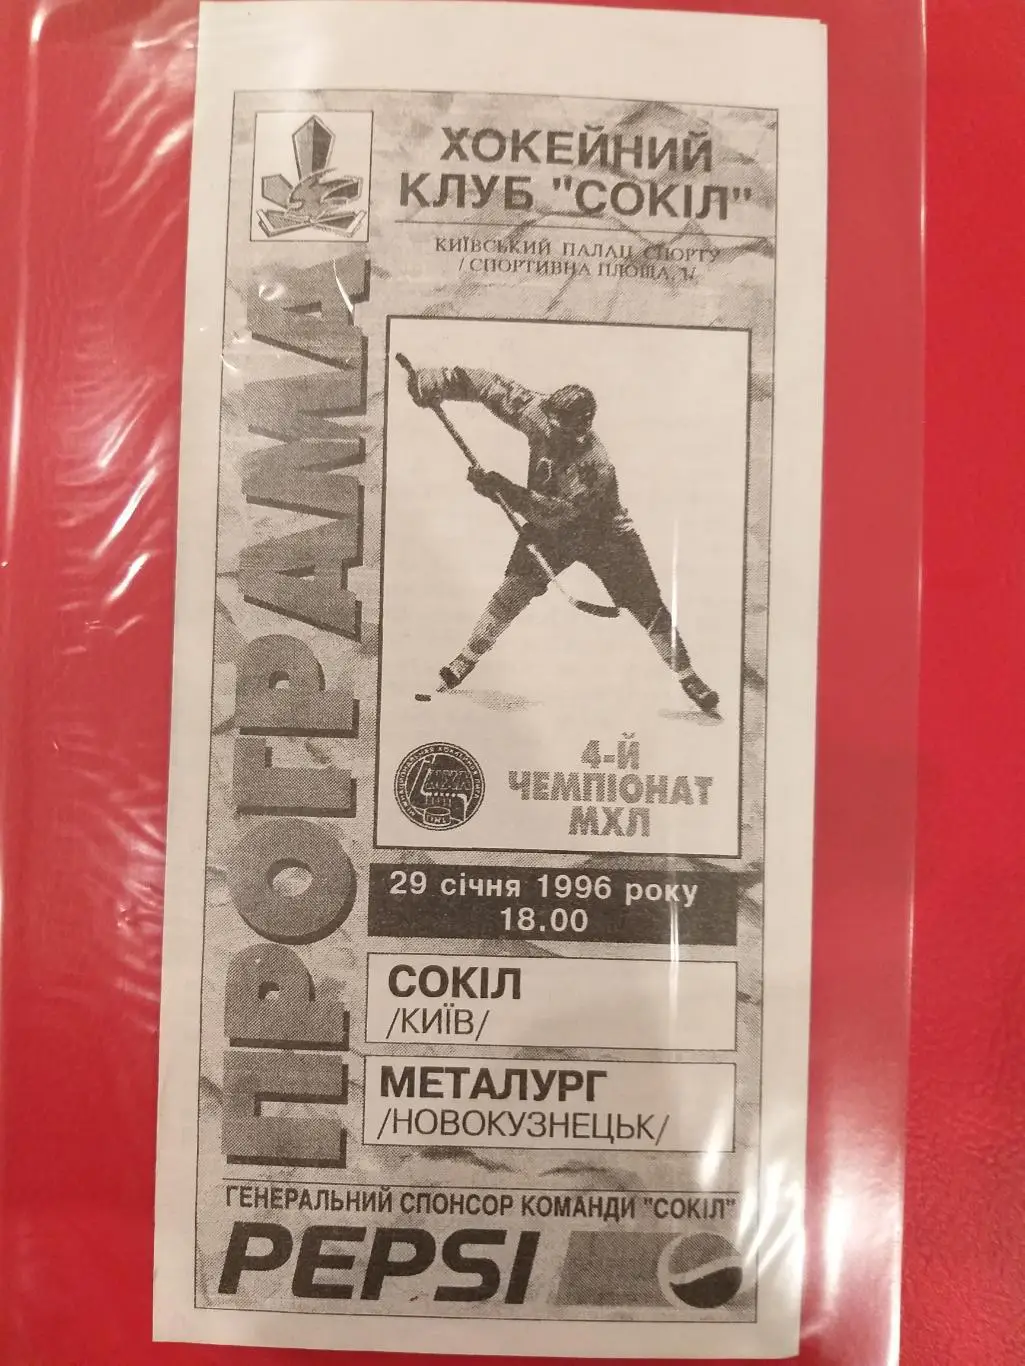 ХОКЕЙНИЙ
КЛУБ "СОКІЛ"
КИЇВСЬКИЙ ПАЛАЦ СПОРТУ
/ СПОРТИВНА ПЛОЩА, 1/
ПРОГРАМА
МХЛ
4-Й
ЧЕМПІОНАТ
МХЛ
29 січня 1996 року
18.00
СОКІЛ
/КИЇВ/
МЕТАЛУРГ
/НОВОКУЗНЕЦЬК/
ГЕНЕРАЛЬНИЙ СПОНСОР КОМАНДИ "СОКІЛ"
PEPSI